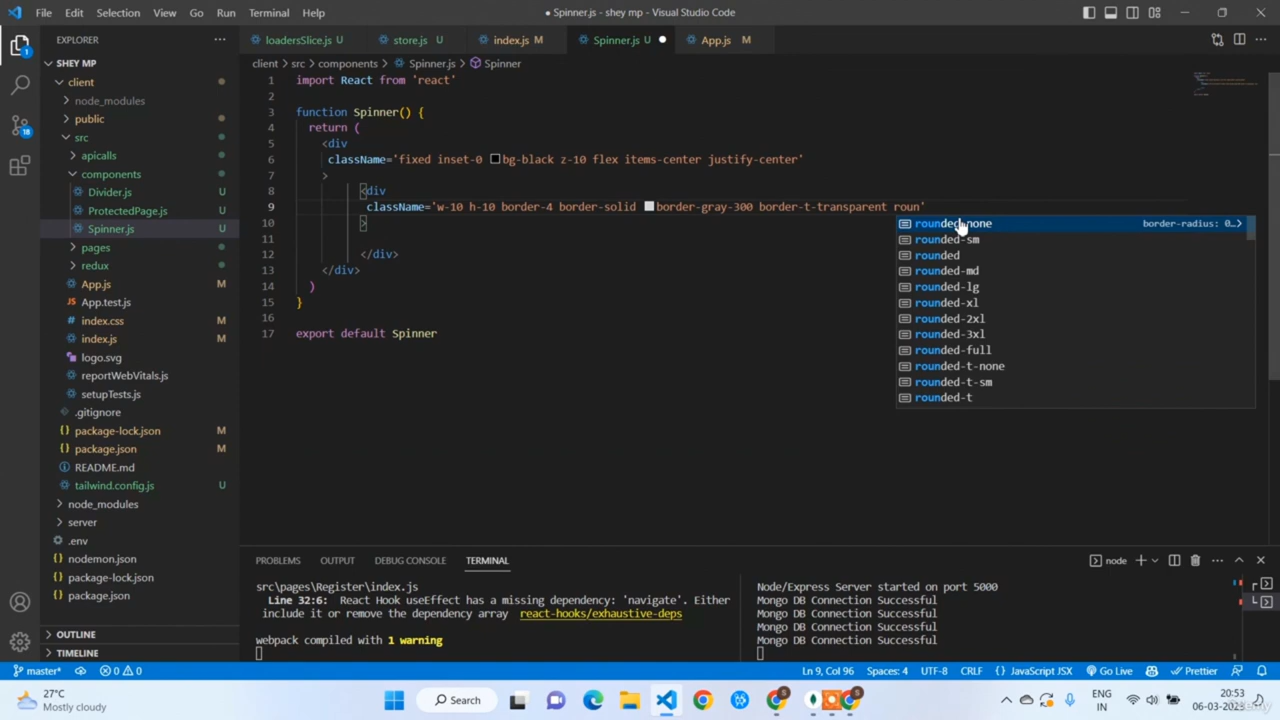 File Edit Selection View Go Run Terminal Help
● Spinner.js - shey mp - Visual Studio Code
EXPLORER
SHEY MP
client
node_modules
public
src
apicalls
components
Divider.js U
ProtectedPage.js U
Spinner.js U
pages
redux
App.js M
App.test.js
index.css M
index.js M
logo.svg
reportWebVitals.js
setupTests.js
.gitignore
package-lock.json M
package.json M
README.md
tailwind.config.js U
node_modules
server
.env
nodemon.json
package-lock.json
package.json
OUTLINE
TIMELINE
loadersSlice.js U store.js U index.js M Spinner.js U ● App.js M
client > src > components > Spinner.js > Spinner
1 import React from 'react'
2
3 function Spinner() {
4 return (
5 <div
6 className='fixed inset-0 bg-black z-10 flex items-center justify-center'
7 >
8 <div
9 className='w-10 h-10 border-4 border-solid border-gray-300 border-t-transparent roun'
10 >
11
12 </div>
13 </div>
14 )
15 }
16
17 export default Spinner
rounded-none border-radius: 0…>
rounded-sm
rounded
rounded-md
rounded-lg
rounded-xl
rounded-2xl
rounded-3xl
rounded-full
rounded-t-none
rounded-t-sm
rounded-t
PROBLEMS OUTPUT DEBUG CONSOLE TERMINAL
node
src\pages\Register\index.js
Line 32:6: React Hook useEffect has a missing dependency: 'navigate'. Either
include it or remove the dependency array react-hooks/exhaustive-deps
webpack compiled with 1 warning
Node/Express Server started on port 5000
Mongo DB Connection Successful
Mongo DB Connection Successful
Mongo DB Connection Successful
Mongo DB Connection Successful
master* 0 0
Ln 9, Col 96 Spaces: 4 UTF-8 CRLF {} JavaScript JSX Go Live Prettier
27°C
Mostly cloudy
Search
ENG
IN
20:53
06-03-2023